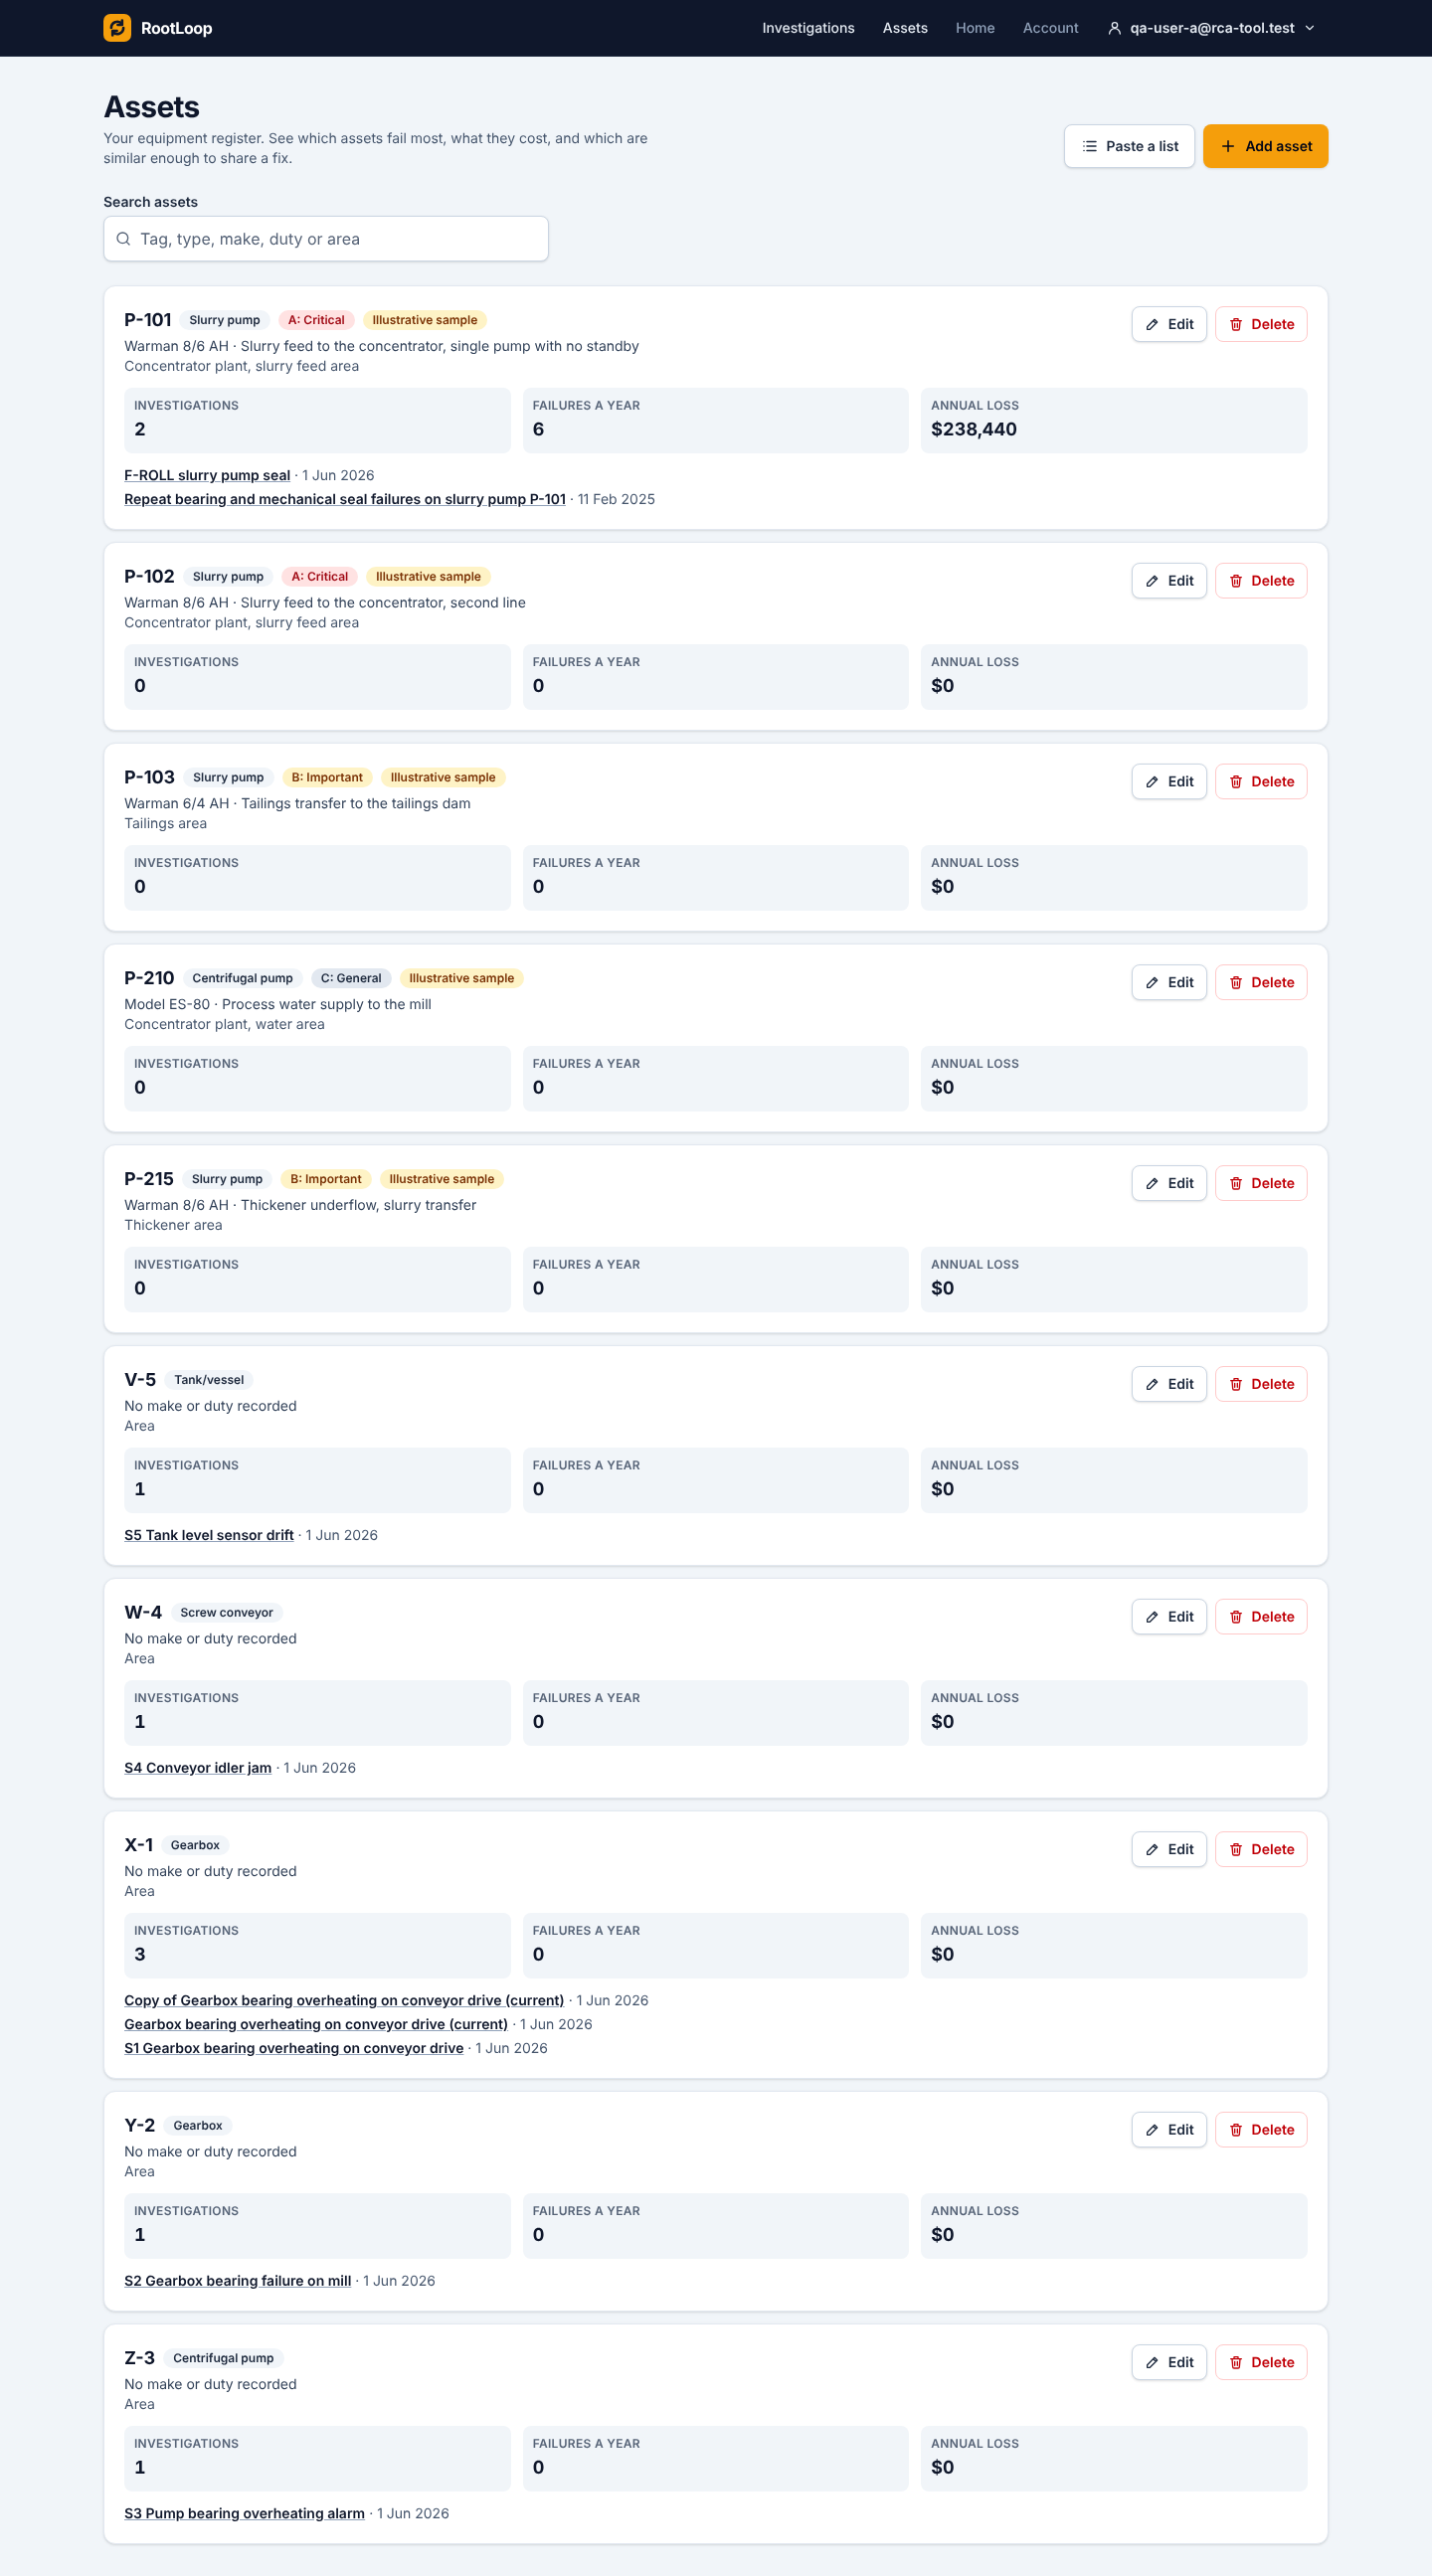 RootLoop
Investigations Assets Home Account qa-user-a@rca-tool.test
Assets
Your equipment register. See which assets fail most, what they cost, and which are
similar enough to share a fix.
Paste a list
Add asset
Search assets
Tag, type, make, duty or area
P-101 Slurry pump A: Critical Illustrative sample
Edit Delete
Warman 8/6 AH · Slurry feed to the concentrator, single pump with no standby
Concentrator plant, slurry feed area
INVESTIGATIONS FAILURES A YEAR ANNUAL LOSS
2 6 $238,440
F-ROLL slurry pump seal · 1 Jun 2026
Repeat bearing and mechanical seal failures on slurry pump P-101 · 11 Feb 2025
P-102 Slurry pump A: Critical Illustrative sample
Edit Delete
Warman 8/6 AH · Slurry feed to the concentrator, second line
Concentrator plant, slurry feed area
INVESTIGATIONS FAILURES A YEAR ANNUAL LOSS
0 0 $0
P-103 Slurry pump B: Important Illustrative sample
Edit Delete
Warman 6/4 AH · Tailings transfer to the tailings dam
Tailings area
INVESTIGATIONS FAILURES A YEAR ANNUAL LOSS
0 0 $0
P-210 Centrifugal pump C: General Illustrative sample
Edit Delete
Model ES-80 · Process water supply to the mill
Concentrator plant, water area
INVESTIGATIONS FAILURES A YEAR ANNUAL LOSS
0 0 $0
P-215 Slurry pump B: Important Illustrative sample
Edit Delete
Warman 8/6 AH · Thickener underflow, slurry transfer
Thickener area
INVESTIGATIONS FAILURES A YEAR ANNUAL LOSS
0 0 $0
V-5 Tank/vessel
Edit Delete
No make or duty recorded
Area
INVESTIGATIONS FAILURES A YEAR ANNUAL LOSS
1 0 $0
S5 Tank level sensor drift · 1 Jun 2026
W-4 Screw conveyor
Edit Delete
No make or duty recorded
Area
INVESTIGATIONS FAILURES A YEAR ANNUAL LOSS
1 0 $0
S4 Conveyor idler jam · 1 Jun 2026
X-1 Gearbox
Edit Delete
No make or duty recorded
Area
INVESTIGATIONS FAILURES A YEAR ANNUAL LOSS
3 0 $0
Copy of Gearbox bearing overheating on conveyor drive (current) · 1 Jun 2026
Gearbox bearing overheating on conveyor drive (current) · 1 Jun 2026
S1 Gearbox bearing overheating on conveyor drive · 1 Jun 2026
Y-2 Gearbox
Edit Delete
No make or duty recorded
Area
INVESTIGATIONS FAILURES A YEAR ANNUAL LOSS
1 0 $0
S2 Gearbox bearing failure on mill · 1 Jun 2026
Z-3 Centrifugal pump
Edit Delete
No make or duty recorded
Area
INVESTIGATIONS FAILURES A YEAR ANNUAL LOSS
1 0 $0
S3 Pump bearing overheating alarm · 1 Jun 2026